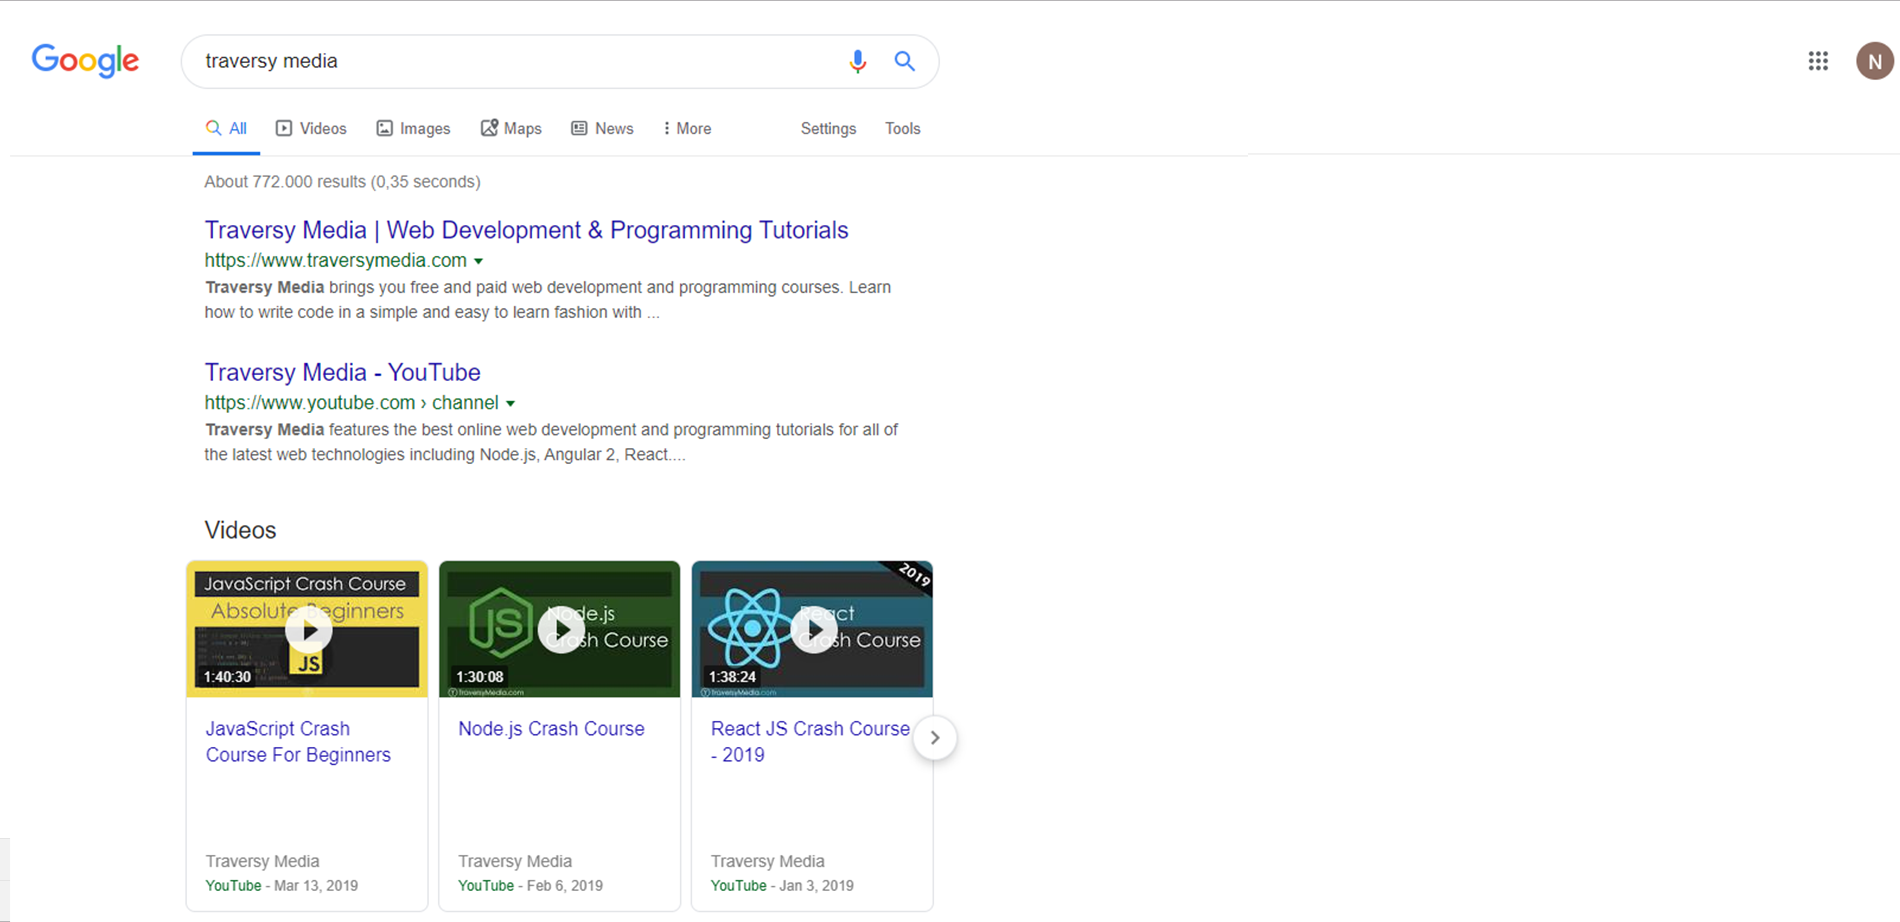 Google
traversy media
N
All
Videos
Images
Maps
News
More
Settings
Tools
About 772.000 results (0,35 seconds)
Traversy Media | Web Development & Programming Tutorials
https://www.traversymedia.com
Traversy Media brings you free and paid web development and programming courses. Learn
how to write code in a simple and easy to learn fashion with ...
Traversy Media - YouTube
https://www.youtube.com › channel
Traversy Media features the best online web development and programming tutorials for all of
the latest web technologies including Node.js, Angular 2, React....
Videos
JavaScript Crash Course
Absolute Beginners
JS
1:40:30
JS
Node.js
Crash Course
1:30:08
TraversyMedia.com
2019
React
Crash Course
1:38:24
TraversyMedia.com
JavaScript Crash
Course For Beginners
Traversy Media
YouTube - Mar 13, 2019
Node.js Crash Course
Traversy Media
YouTube - Feb 6, 2019
React JS Crash Course
- 2019
Traversy Media
YouTube - Jan 3, 2019